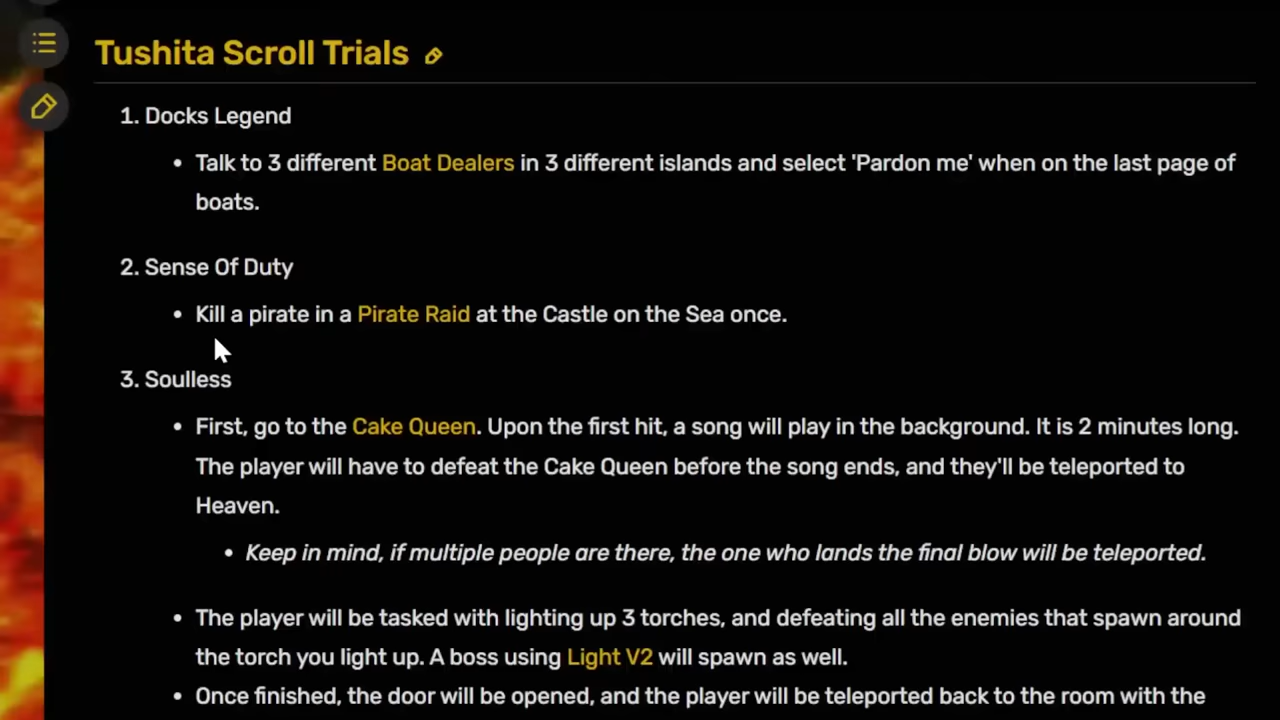 Tushita Scroll Trials
1. Docks Legend
• Talk to 3 different Boat Dealers in 3 different islands and select 'Pardon me' when on the last page of
boats.
2. Sense Of Duty
• Kill a pirate in a Pirate Raid at the Castle on the Sea once.
3. Soulless
• First, go to the Cake Queen. Upon the first hit, a song will play in the background. It is 2 minutes long.
The player will have to defeat the Cake Queen before the song ends, and they'll be teleported to
Heaven.
• Keep in mind, if multiple people are there, the one who lands the final blow will be teleported.
• The player will be tasked with lighting up 3 torches, and defeating all the enemies that spawn around
the torch you light up. A boss using Light V2 will spawn as well.
• Once finished, the door will be opened, and the player will be teleported back to the room with the